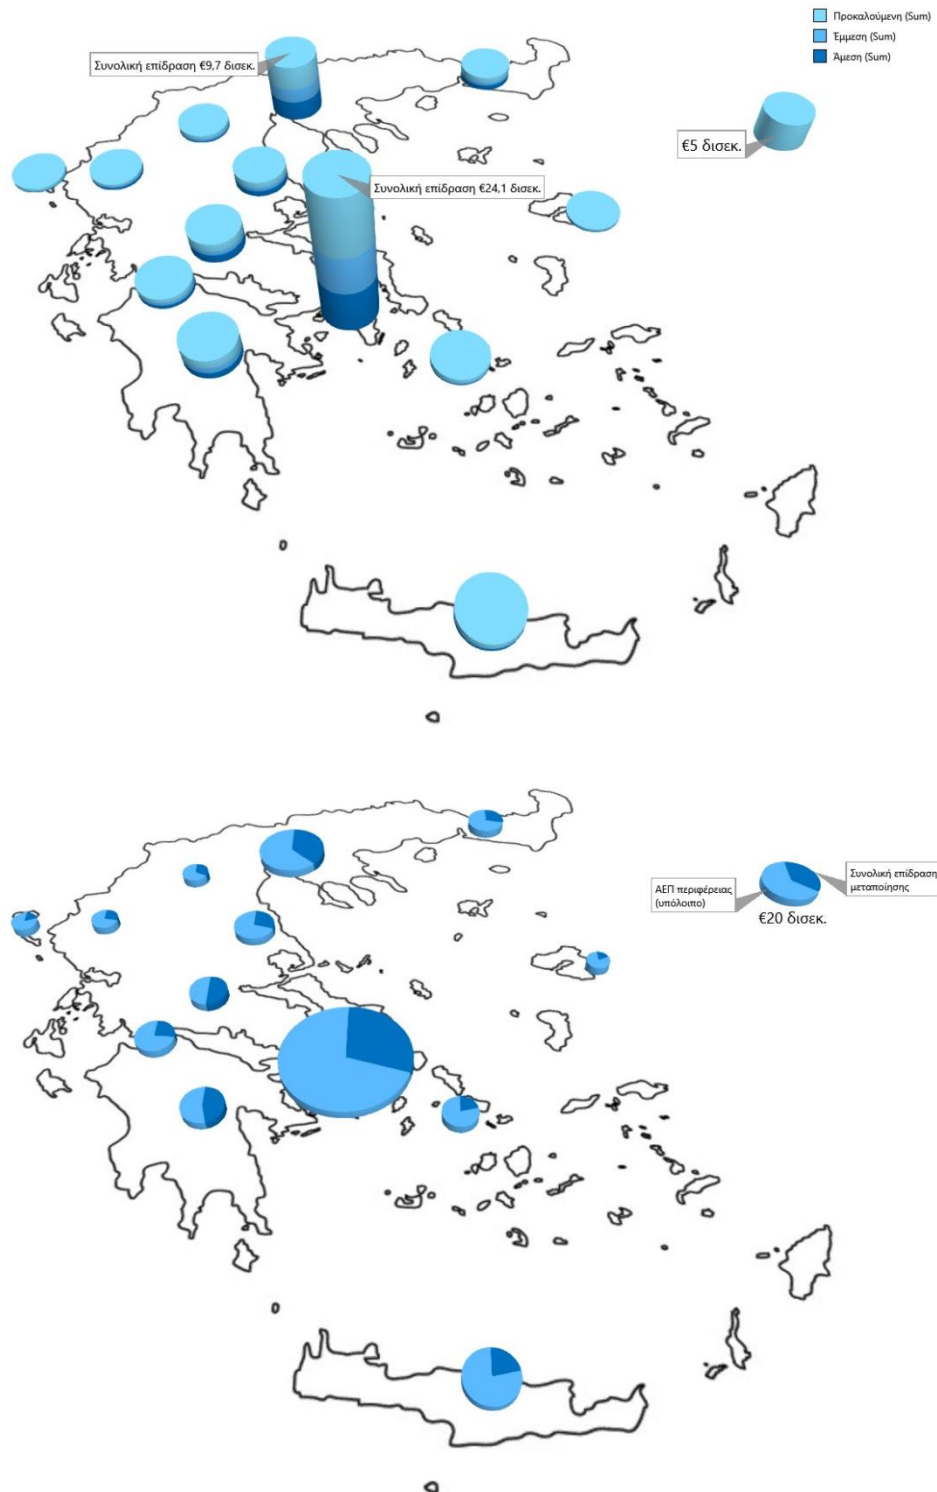 Προκαλούμενη (Sum)
Έμμεση (Sum)
Άμεση (Sum)
Συνολική επίδραση €9,7 δισεκ.
€5 δισεκ.
Συνολική επίδραση €24,1 δισεκ.
Συνολική επίδραση
μεταποίησης
ΑΕΠ περιφέρειας
(υπόλοιπο)
€20 δισεκ.